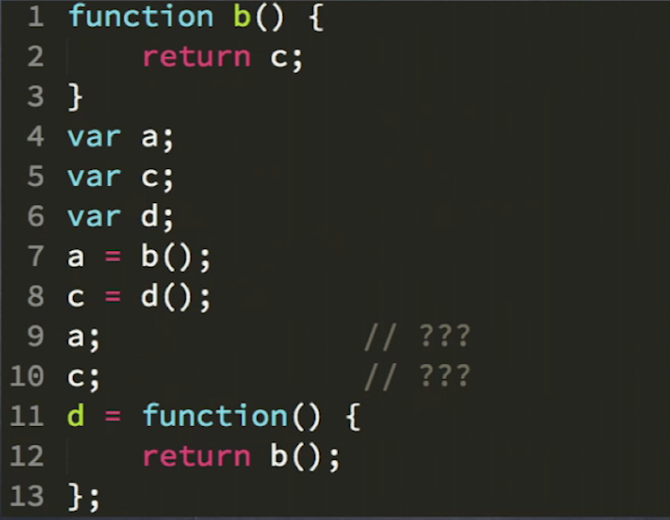 1 function b() {
2     return c;
3 }
4 var a;
5 var c;
6 var d;
7 a = b();
8 c = d();
9 a;               // ???
10 c;               // ???
11 d = function() {
12     return b();
13 };